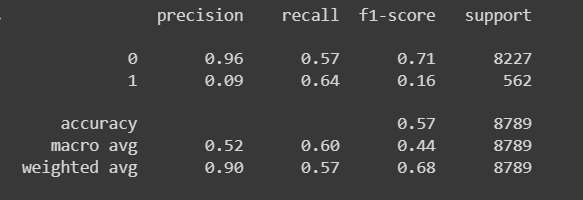 precision recall f1-score support
0 0.96 0.57 0.71 8227
1 0.09 0.64 0.16 562
accuracy 0.57 8789
macro avg 0.52 0.60 0.44 8789
weighted avg 0.90 0.57 0.68 8789